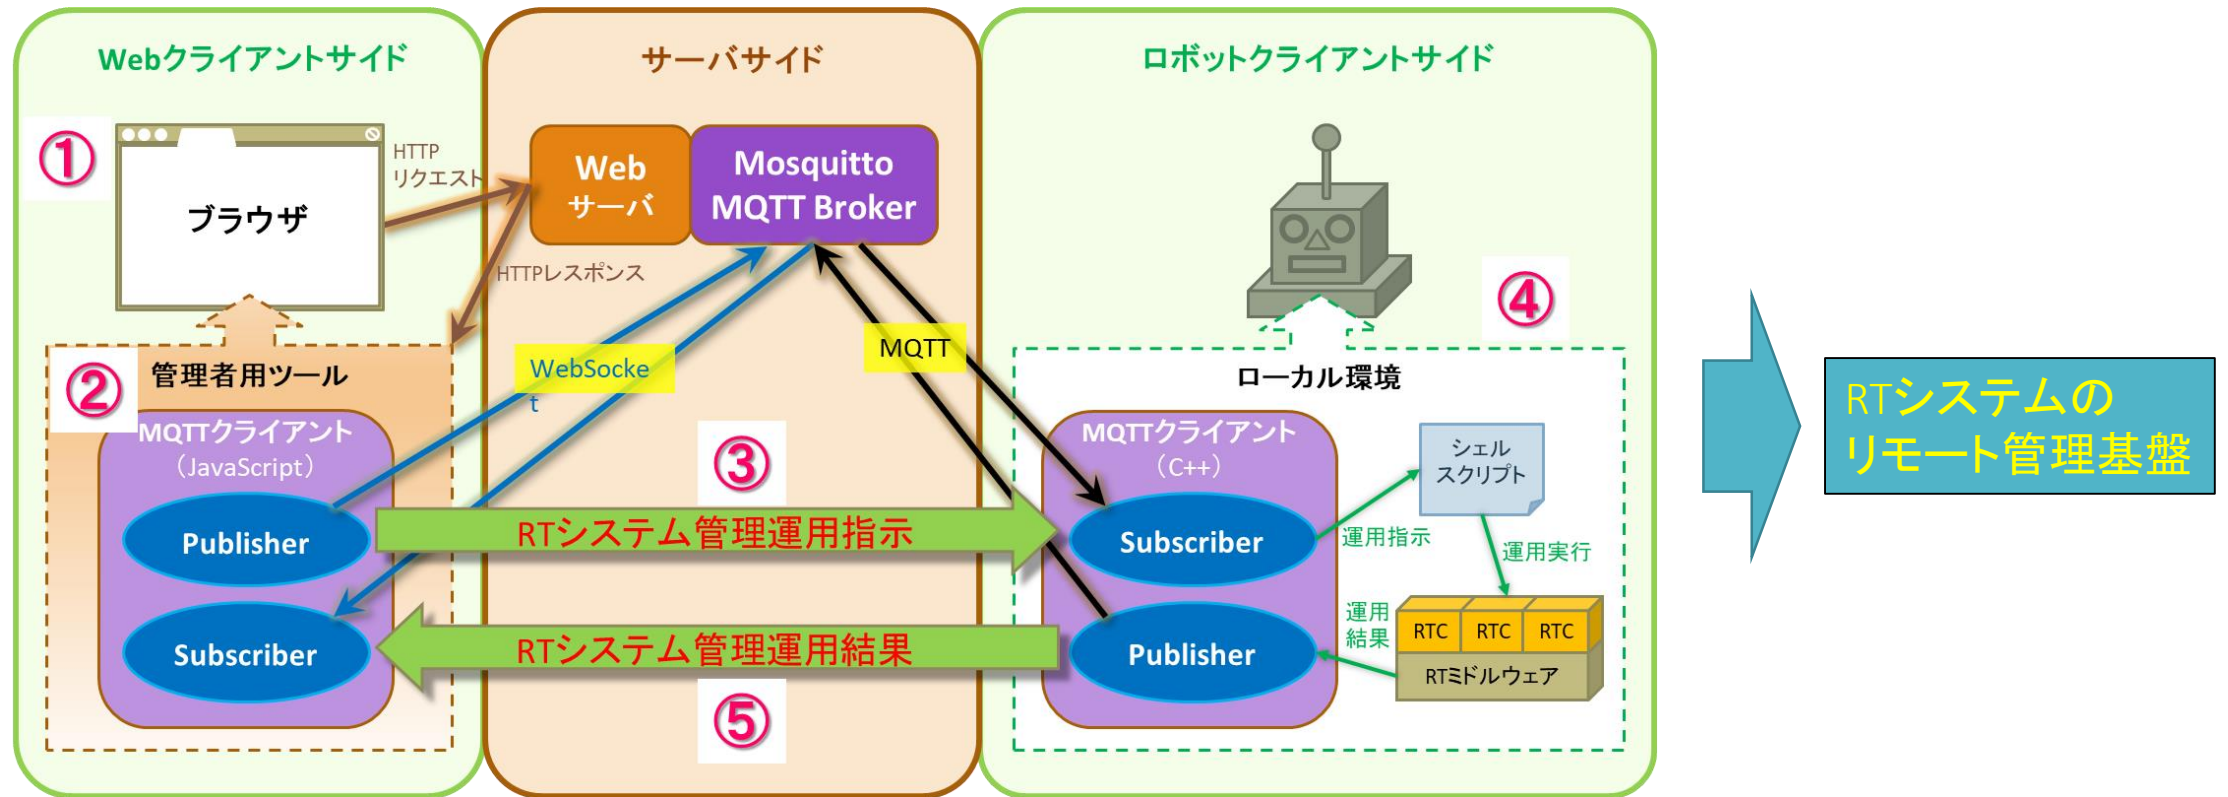 Webクライアントサイド
サーバサイド
ロボットクライアントサイド
①
HTTP
リクエスト
ブラウザ
Web
サーバ
Mosquitto
MQTT Broker
HTTPレスポンス
④
②
管理者用ツール
WebSocke
t
MQTT
ローカル環境
MQTTクライアント
（JavaScript）
③
MQTTクライアント
（C++）
シェル
スクリプト
RTシステムの
リモート管理基盤
Publisher
RTシステム管理運用指示
Subscriber
運用指示
運用実行
Subscriber
RTシステム管理運用結果
Publisher
運用
結果
RTC
RTC
RTC
RTミドルウェア
⑤